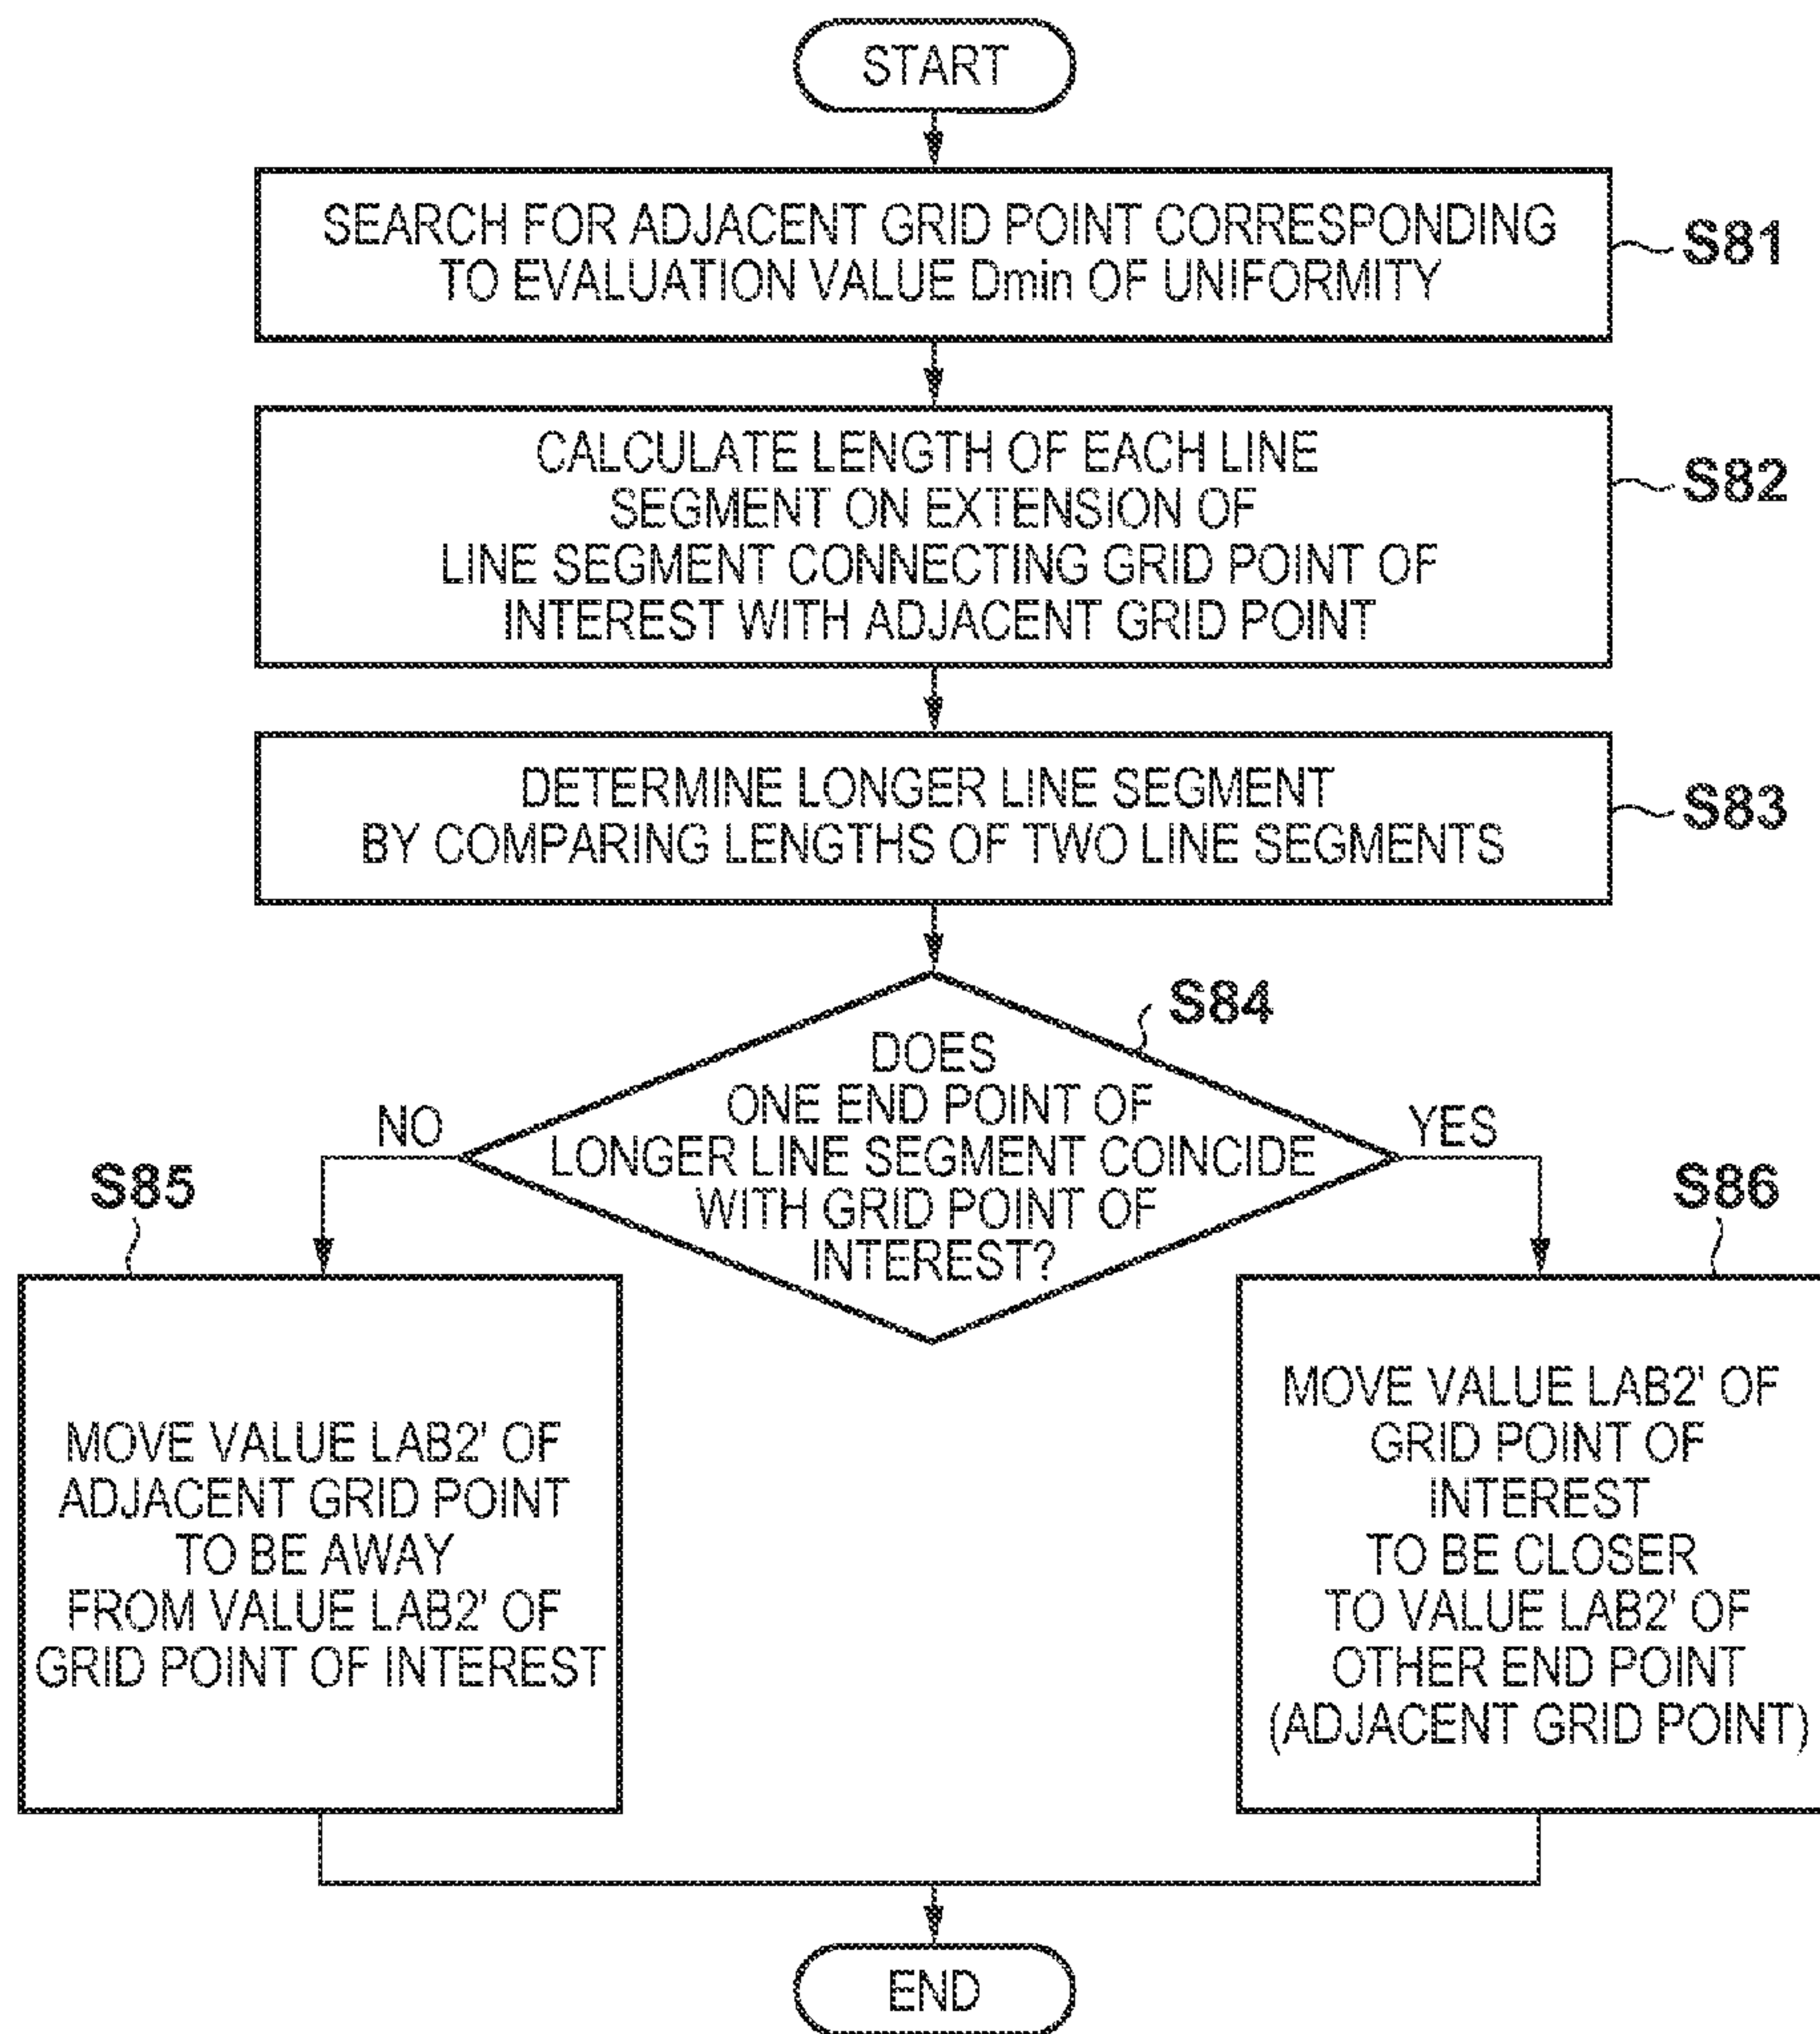 START
SEARCH FOR ADJACENT GRID POINT CORRESPONDING
TO EVALUATION VALUE Dmin OF UNIFORMITY
S81
CALCULATE LENGTH OF EACH LINE
SEGMENT ON EXTENSION OF
LINE SEGMENT CONNECTING GRID POINT OF
INTEREST WITH ADJACENT GRID POINT
S82
DETERMINE LONGER LINE SEGMENT
BY COMPARING LENGTHS OF TWO LINE SEGMENTS
S83
S84
DOES
ONE END POINT OF
LONGER LINE SEGMENT COINCIDE
WITH GRID POINT OF
INTEREST?
NO
YES
S85
MOVE VALUE LAB2' OF
ADJACENT GRID POINT
TO BE AWAY
FROM VALUE LAB2' OF
GRID POINT OF INTEREST
S86
MOVE VALUE LAB2' OF
GRID POINT OF
INTEREST
TO BE CLOSER
TO VALUE LAB2' OF
OTHER END POINT
(ADJACENT GRID POINT)
END